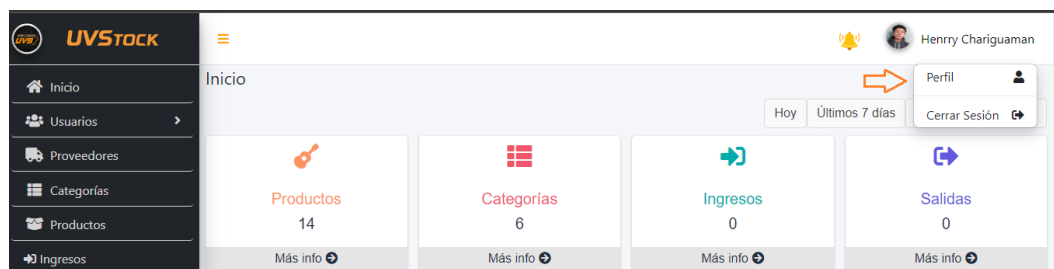 UVS
UVSTOCK
Henrry Chariguaman
Inicio
Perfil
Cerrar Sesión
Hoy
Últimos 7 días
Inicio
Usuarios
Proveedores
Categorías
Productos
Ingresos
Productos
14
Más info
Categorías
6
Más info
Ingresos
0
Más info
Salidas
0
Más info